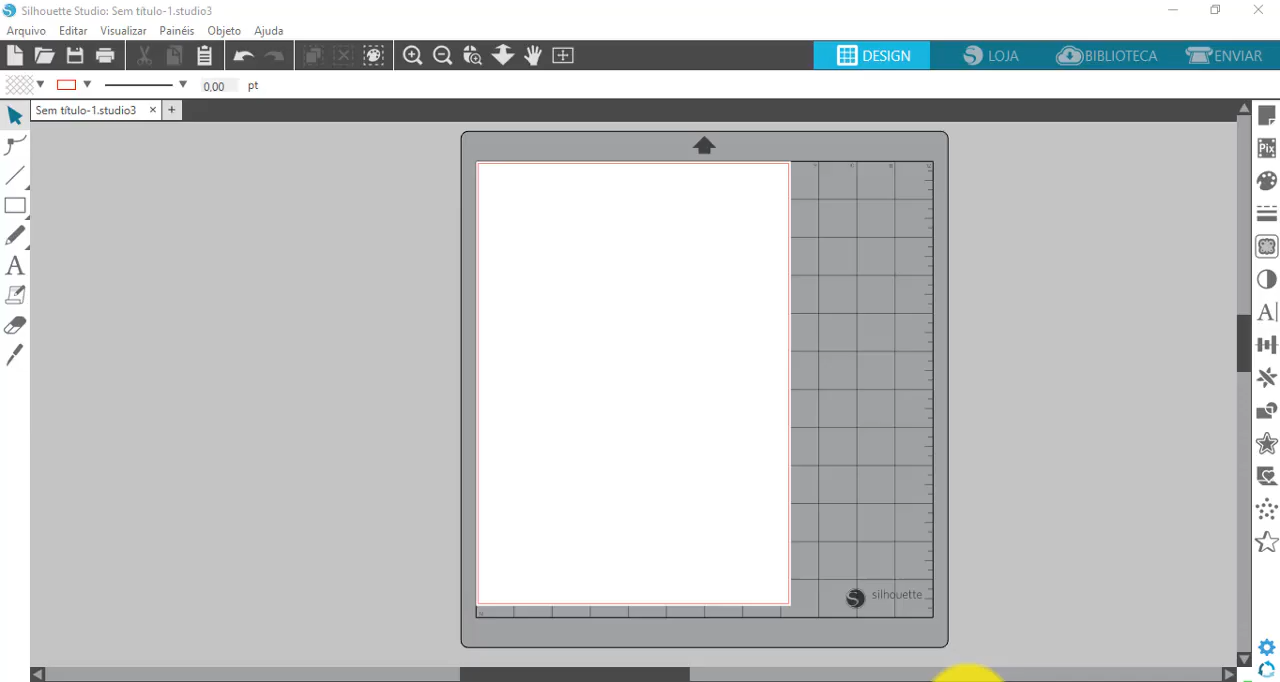 Silhouette Studio: Sem título-1.studio3
Arquivo Editar Visualizar Painéis Objeto Ajuda
DESIGN LOJA BIBLIOTECA ENVIAR
0,00 pt
Sem título-1.studio3 × +
Pix
A
A
silhouette